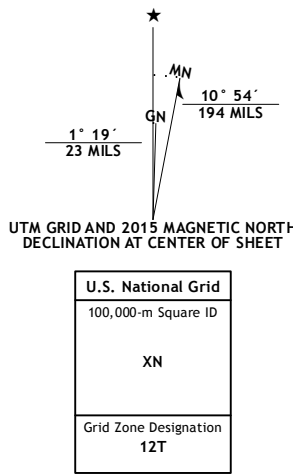 ★
MN
GN
10° 54´
194 MILS
1° 19´
23 MILS
UTM GRID AND 2015 MAGNETIC NORTH
DECLINATION AT CENTER OF SHEET
U.S. National Grid
100,000-m Square ID
XN
Grid Zone Designation
12T